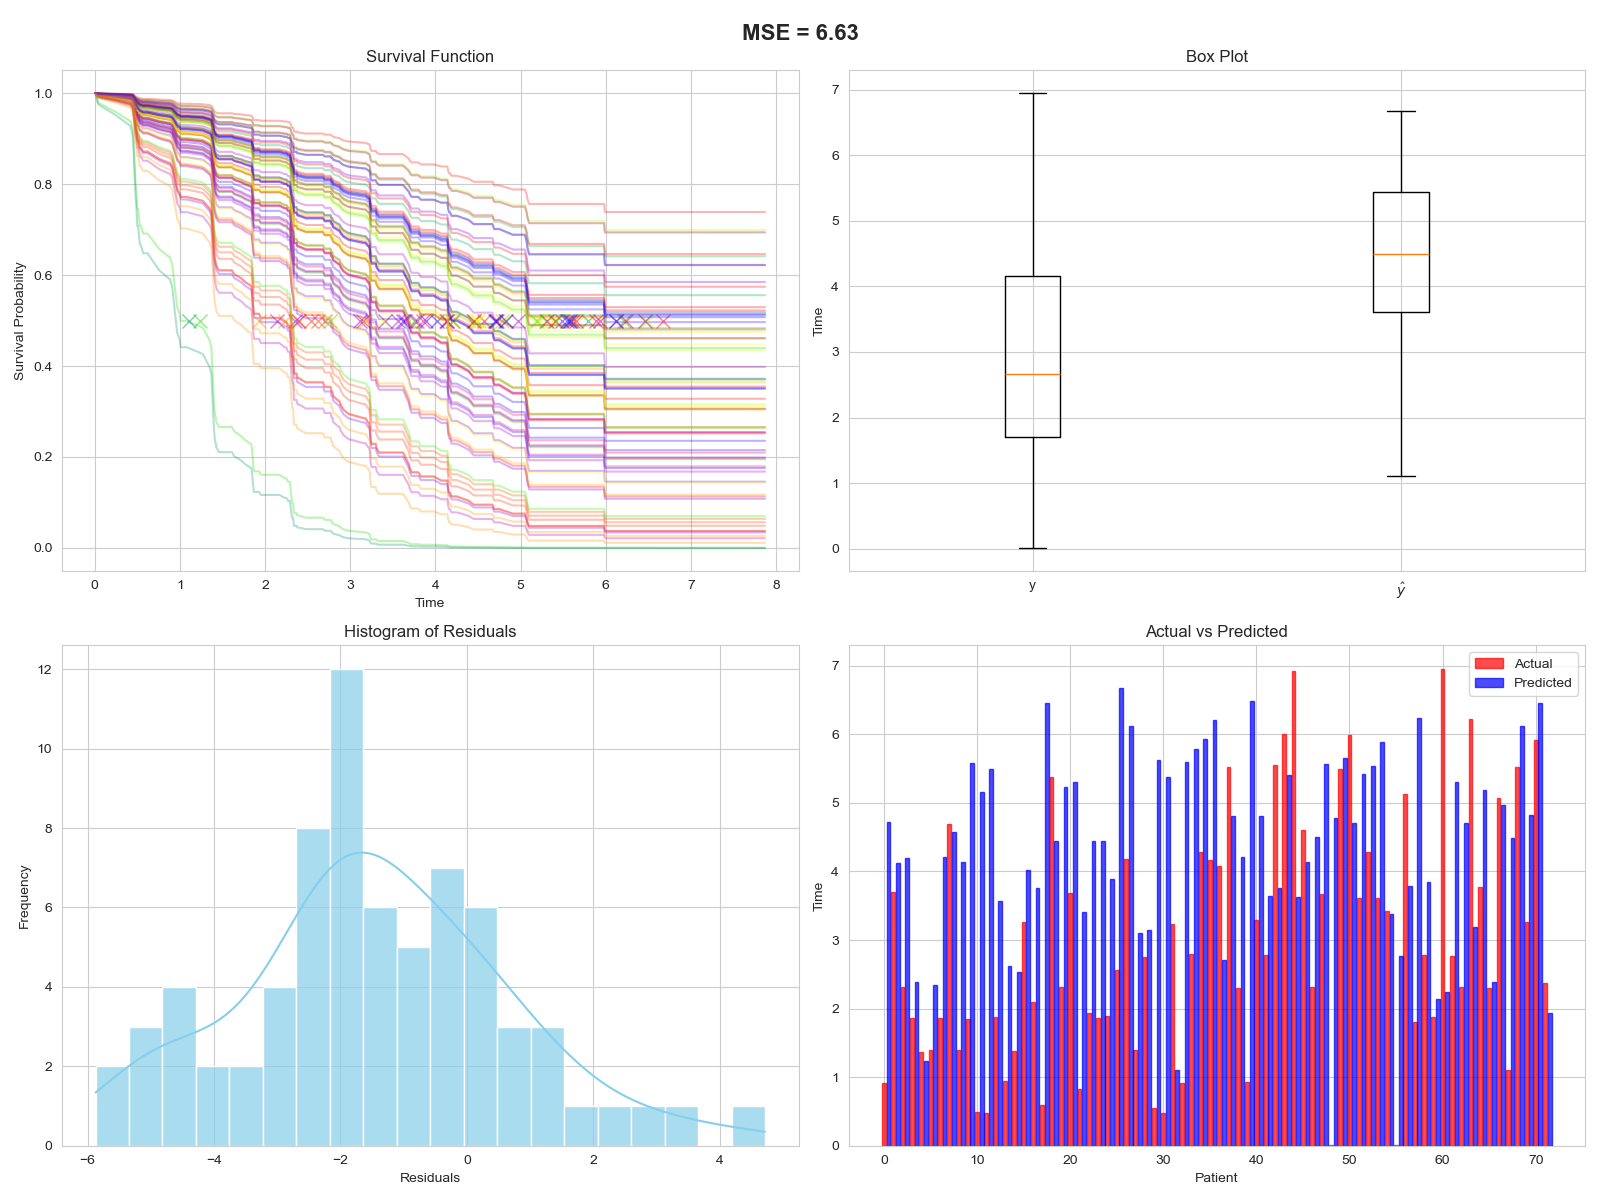 MSE = 6.63
Survival Function
1.0
0.8
0.6
0.4
0.2
0.0
Survival Probability
0 1 2 3 4 5 6 7 8
Time
Box Plot
7
6
5
4
3
2
1
0
Time
y ŷ
Histogram of Residuals
12
10
8
6
4
2
0
Frequency
−6 −4 −2 0 2 4
Residuals
Actual vs Predicted
Actual
Predicted
7
6
5
4
3
2
1
0
Time
0 10 20 30 40 50 60 70
Patient